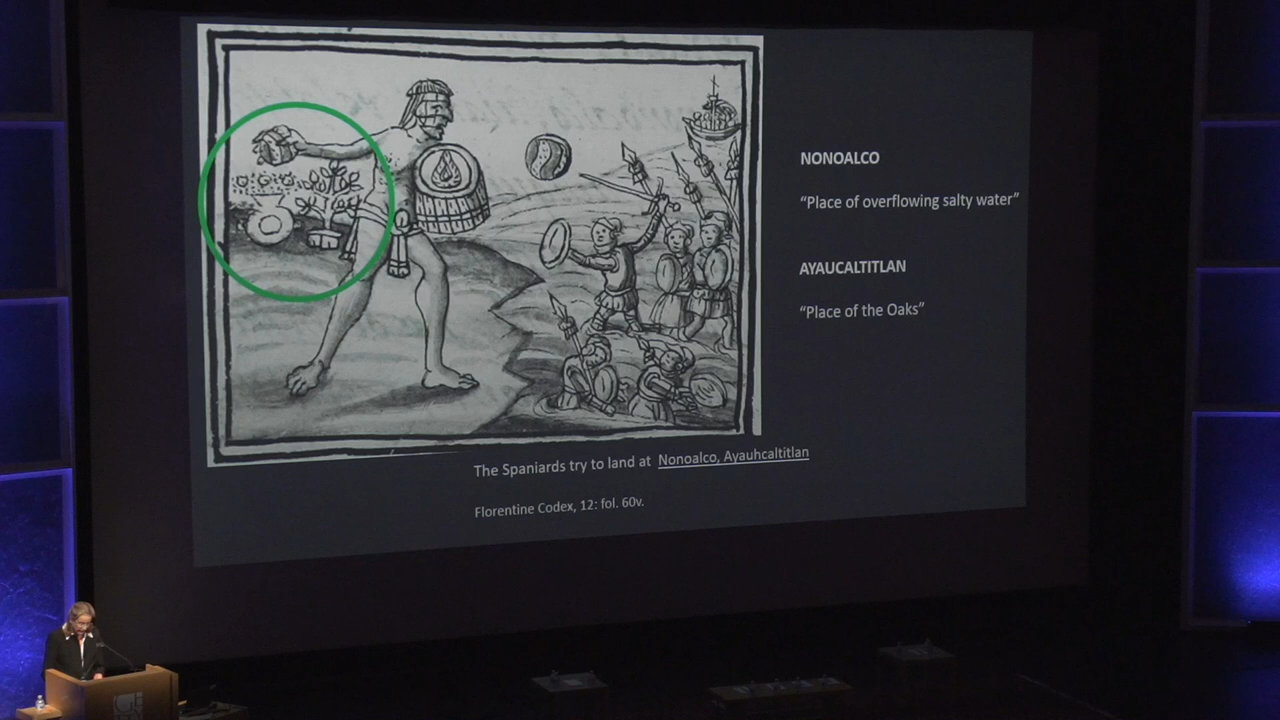 NONOALCO
“Place of overflowing salty water”
AYAUCALTITLAN
“Place of the Oaks”
The Spaniards try to land at Nonoalco, Ayauhcaltitlan
Florentine Codex, 12: fol. 60v.